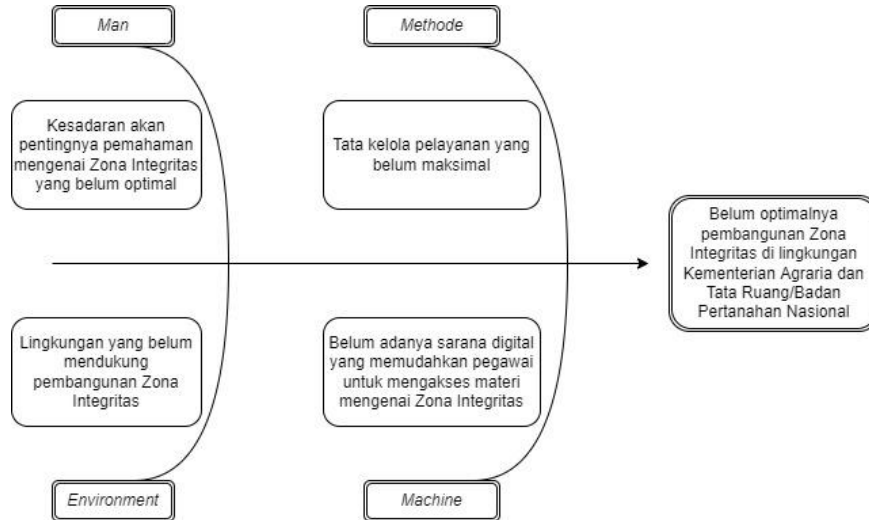 Man
Methode
Kesadaran akan
pentingnya pemahaman
mengenai Zona Integritas
yang belum optimal
Tata kelola pelayanan yang
belum maksimal
Belum optimalnya
pembangunan Zona
Integritas di lingkungan
Kementerian Agraria dan
Tata Ruang/Badan
Pertanahan Nasional
Lingkungan yang belum
mendukung
pembangunan Zona
Integritas
Belum adanya sarana digital
yang memudahkan pegawai
untuk mengakses materi
mengenai Zona Integritas
Environment
Machine